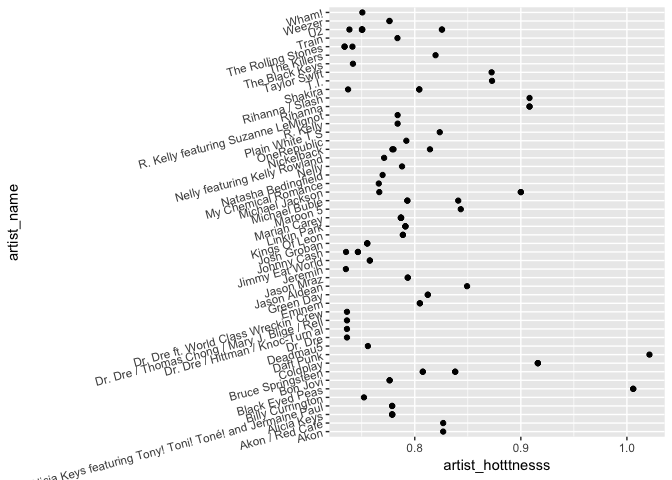 Wham!
Weezer
U2
Train
The Rolling Stones
The Killers
The Black Keys
Taylor Swift
T.I.
Shakira
Rihanna / Slash
Rihanna
R. Kelly featuring Suzanne LeMignot
R. Kelly
Plain White T'S
OneRepublic
Nickelback
Nelly featuring Kelly Rowland
Nelly
Natasha Bedingfield
My Chemical Romance
Michael Jackson
Michael Bublé
Maroon 5
Mariah Carey
Linkin Park
Kings Of Leon
Josh Groban
Johnny Cash
Jimmy Eat World
Jeremih
Jason Mraz
Jason Aldean
Green Day
Eminem
Dr. Dre ft. World Class Wreckin' Crew
Dr. Dre / Thomas Chong / Mary J. Blige / Rell
Dr. Dre / Hittman / Knoc-Turn'al
Dr. Dre
Deadmau5
Daft Punk
Coldplay
Bruce Springsteen
Bon Jovi
Black Eyed Peas
Billy Currington
Keys featuring Tony! Toni! Toné! and Jermaine Paul
Alicia Keys
Akon / Red Café
Akon
artist_name
0.8
0.9
1.0
artist_hotttnesss